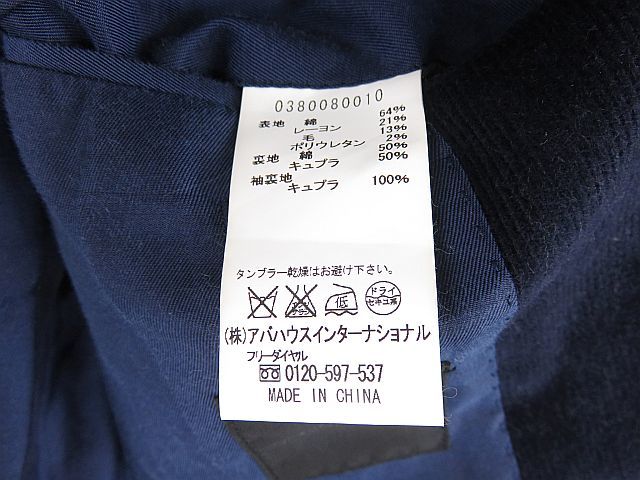 0380080010
表地 綿 64%
レーヨン 21%
毛 13%
ポリウレタン 2%
裏地 綿 50%
キュプラ 50%
袖裏地
キュプラ 100%
タンブラー乾燥はお避け下さい。
低 ドライ セキユ系
(株)アバハウスインターナショナル
フリーダイヤル
0120-597-537
MADE IN CHINA